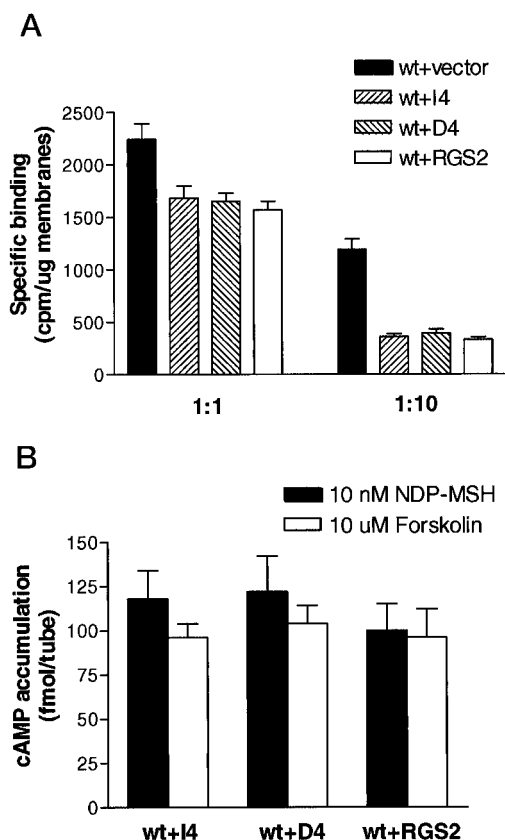 A
wt+vector
wt+I4
wt+D4
wt+RGS2
Specific binding
(cpm/ug membranes)
2500
2000
1500
1000
500
0
1:1
1:10
B
10 nM NDP-MSH
10 uM Forskolin
cAMP accumulation
(fmol/tube)
150
125
100
75
50
25
0
wt+I4
wt+D4
wt+RGS2